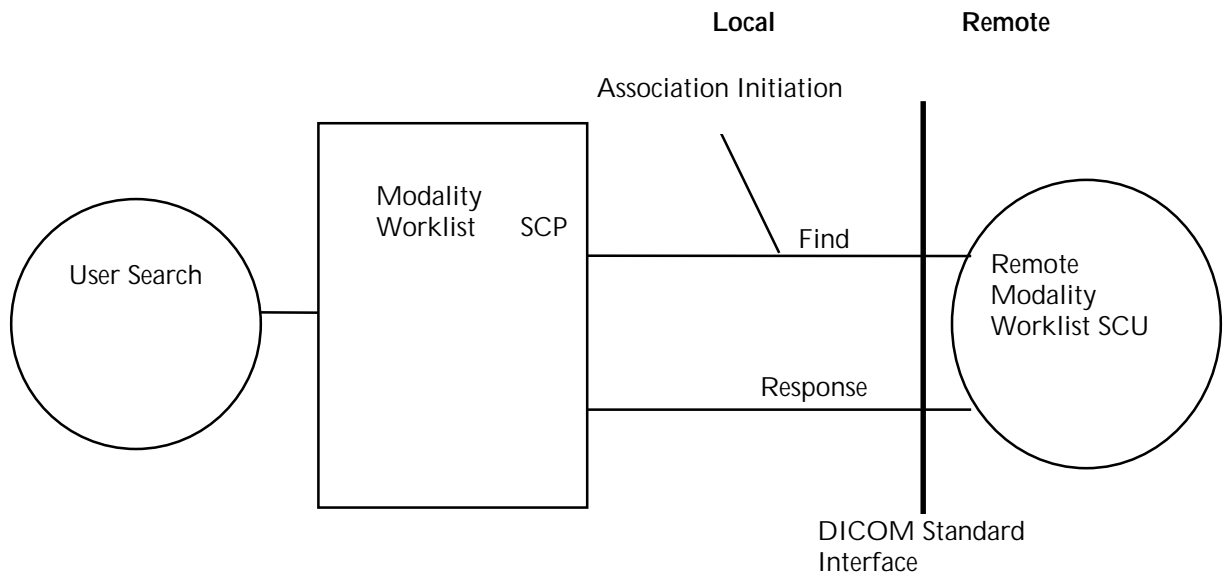 Local Remote
Association Initiation
Modality
Worklist SCP
User Search
Find
Remote
Modality
Worklist SCU
Response
DICOM Standard
Interface